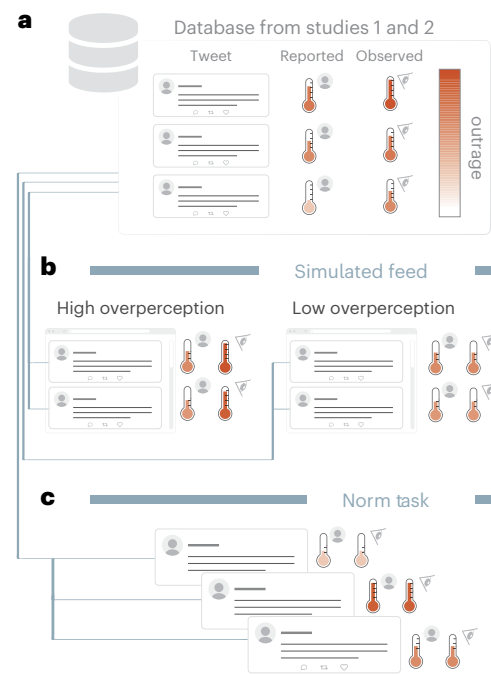 a
Database from studies 1 and 2
Tweet Reported Observed
outrage
b
Simulated feed
High overperception Low overperception
c
Norm task